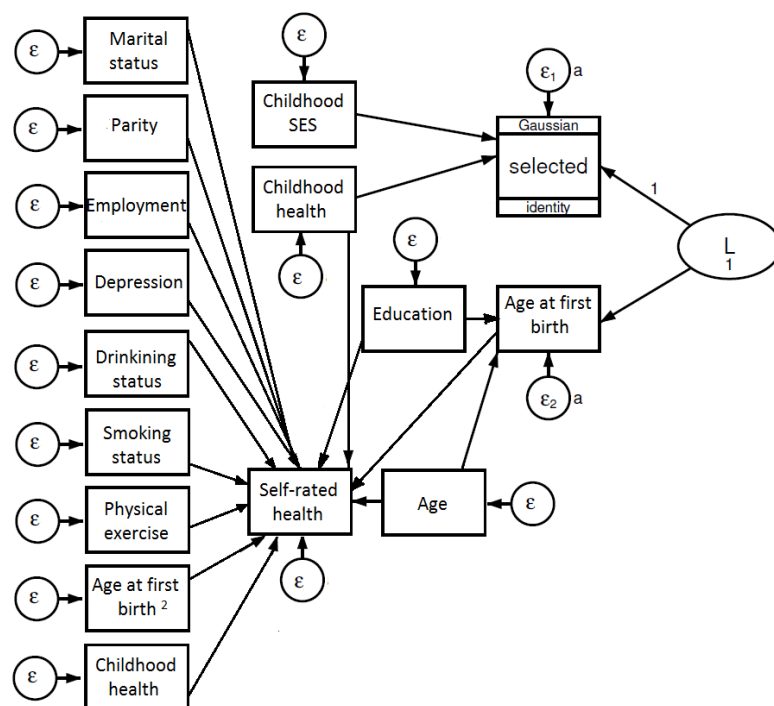 ε
Marital
status
ε
Parity
ε
Employment
ε
Depression
ε
Drinkining
status
ε
Smoking
status
ε
Physical
exercise
ε
Age at first
birth ²
ε
Childhood
health
ε
Childhood
SES
Childhood
health
ε
ε
Education
Self-rated
health
ε
ε₁ a
Gaussian
selected
identity
1
L
1
Age at first
birth
ε₂ a
Age
ε